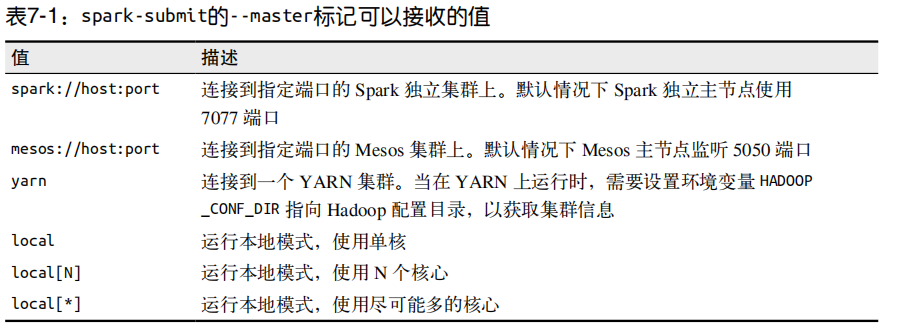 表7-1：spark-submit的--master标记可以接收的值
值 描述
spark://host:port 连接到指定端口的 Spark 独立集群上。默认情况下 Spark 独立主节点使用
7077 端口
mesos://host:port 连接到指定端口的 Mesos 集群上。默认情况下 Mesos 主节点监听 5050 端口
yarn 连接到一个 YARN 集群。当在 YARN 上运行时，需要设置环境变量 HADOOP
_CONF_DIR 指向 Hadoop 配置目录，以获取集群信息
local 运行本地模式，使用单核
local[N] 运行本地模式，使用 N 个核心
local[*] 运行本地模式，使用尽可能多的核心